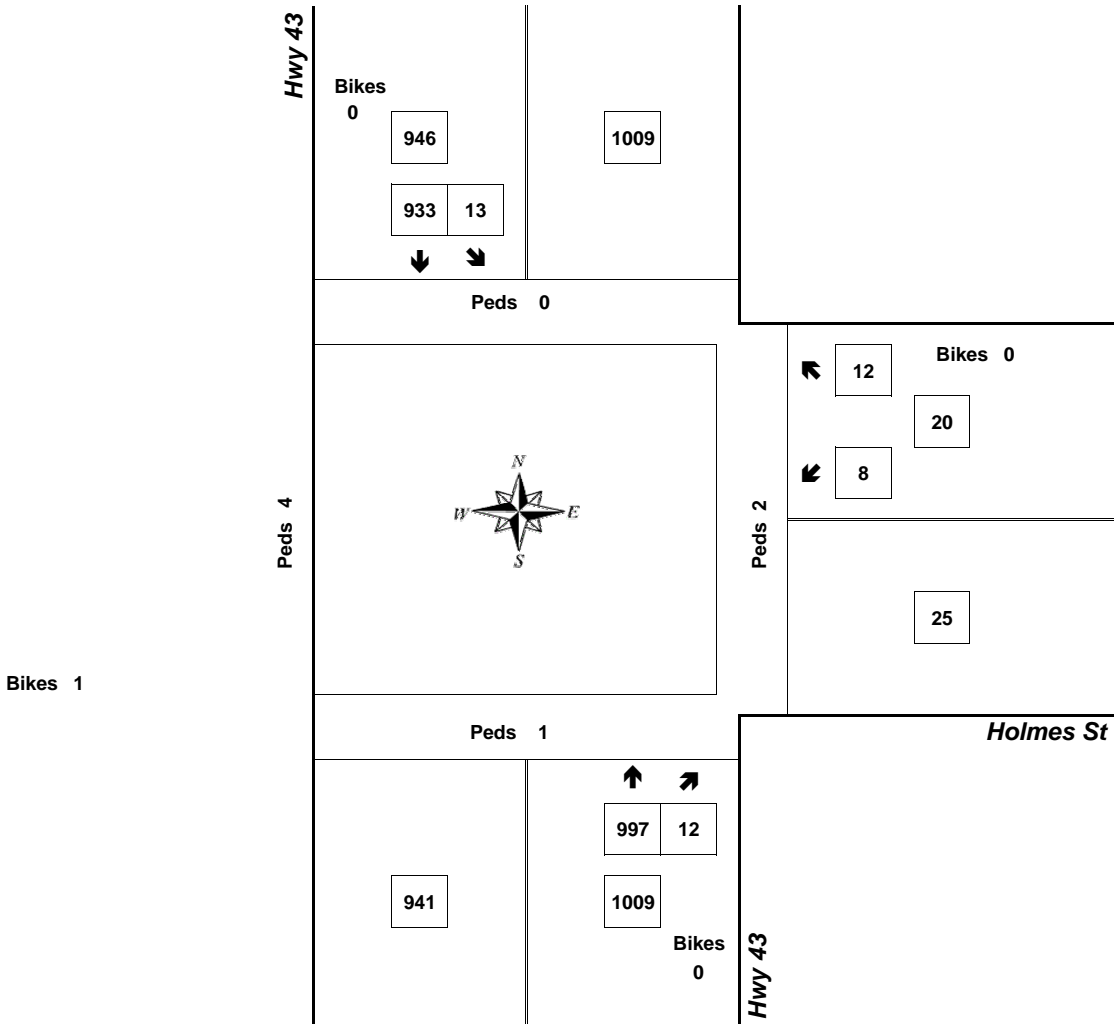 Hwy 43
Bikes
0
946
1009
933 13
Peds 0
12
Bikes 0
20
8
N
W E
S
Peds 4
Peds 2
25
Bikes 1
Peds 1
Holmes St
997 12
941
1009
Bikes
0
Hwy 43